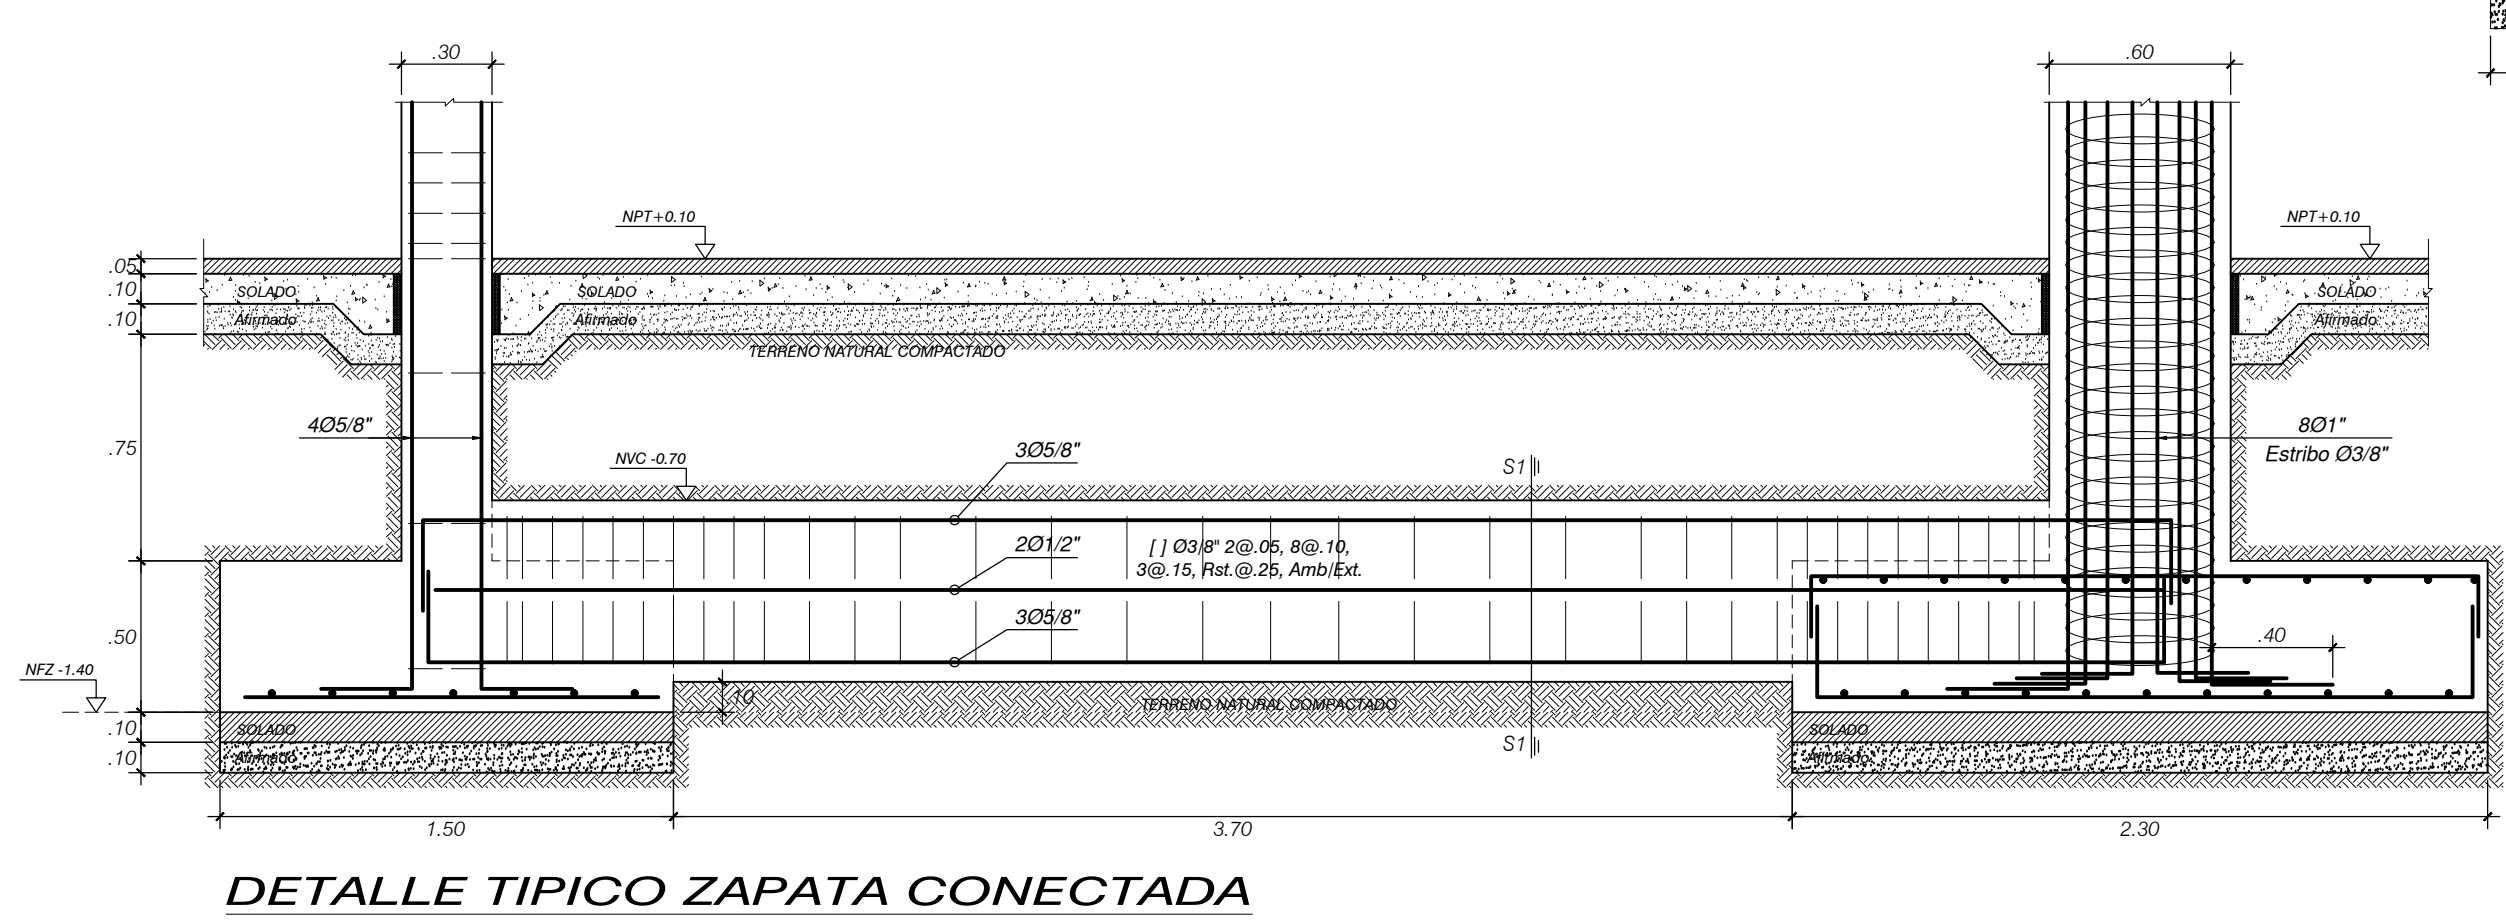 .30
.60
NPT+0.10
NPT+0.10
.05
.10
SOLADO
SOLADO
SOLADO
.10
Afirmado
Afirmado
Afirmado
TERRENO NATURAL COMPACTADO
4Ø5/8"
8Ø1"
Estribo Ø3/8"
.75
3Ø5/8"
NVC -0.70
S1
2Ø1/2"
[ ] Ø3/8" 2@.05, 8@.10,
3@.15, Rst.@.25, Amb/Ext.
3Ø5/8"
.50
.40
NFZ -1.40
.10
TERRENO NATURAL COMPACTADO
.10
SOLADO
SOLADO
S1
.10
Afirmado
Afirmado
1.50
3.70
2.30
DETALLE TIPICO ZAPATA CONECTADA